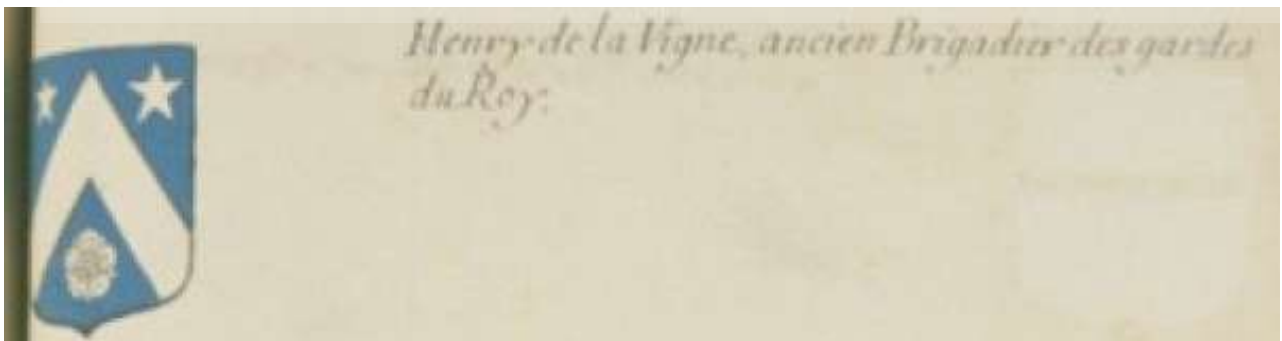 Henry de la Vigne, ancien Brigadier des gardes
du Roy.